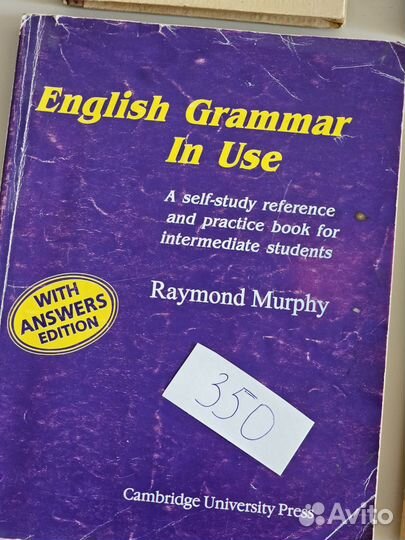 English Grammar
In Use
A self-study reference
and practice book for
intermediate students
WITH
ANSWERS
EDITION
Raymond Murphy
350
Cambridge University Press
Avito